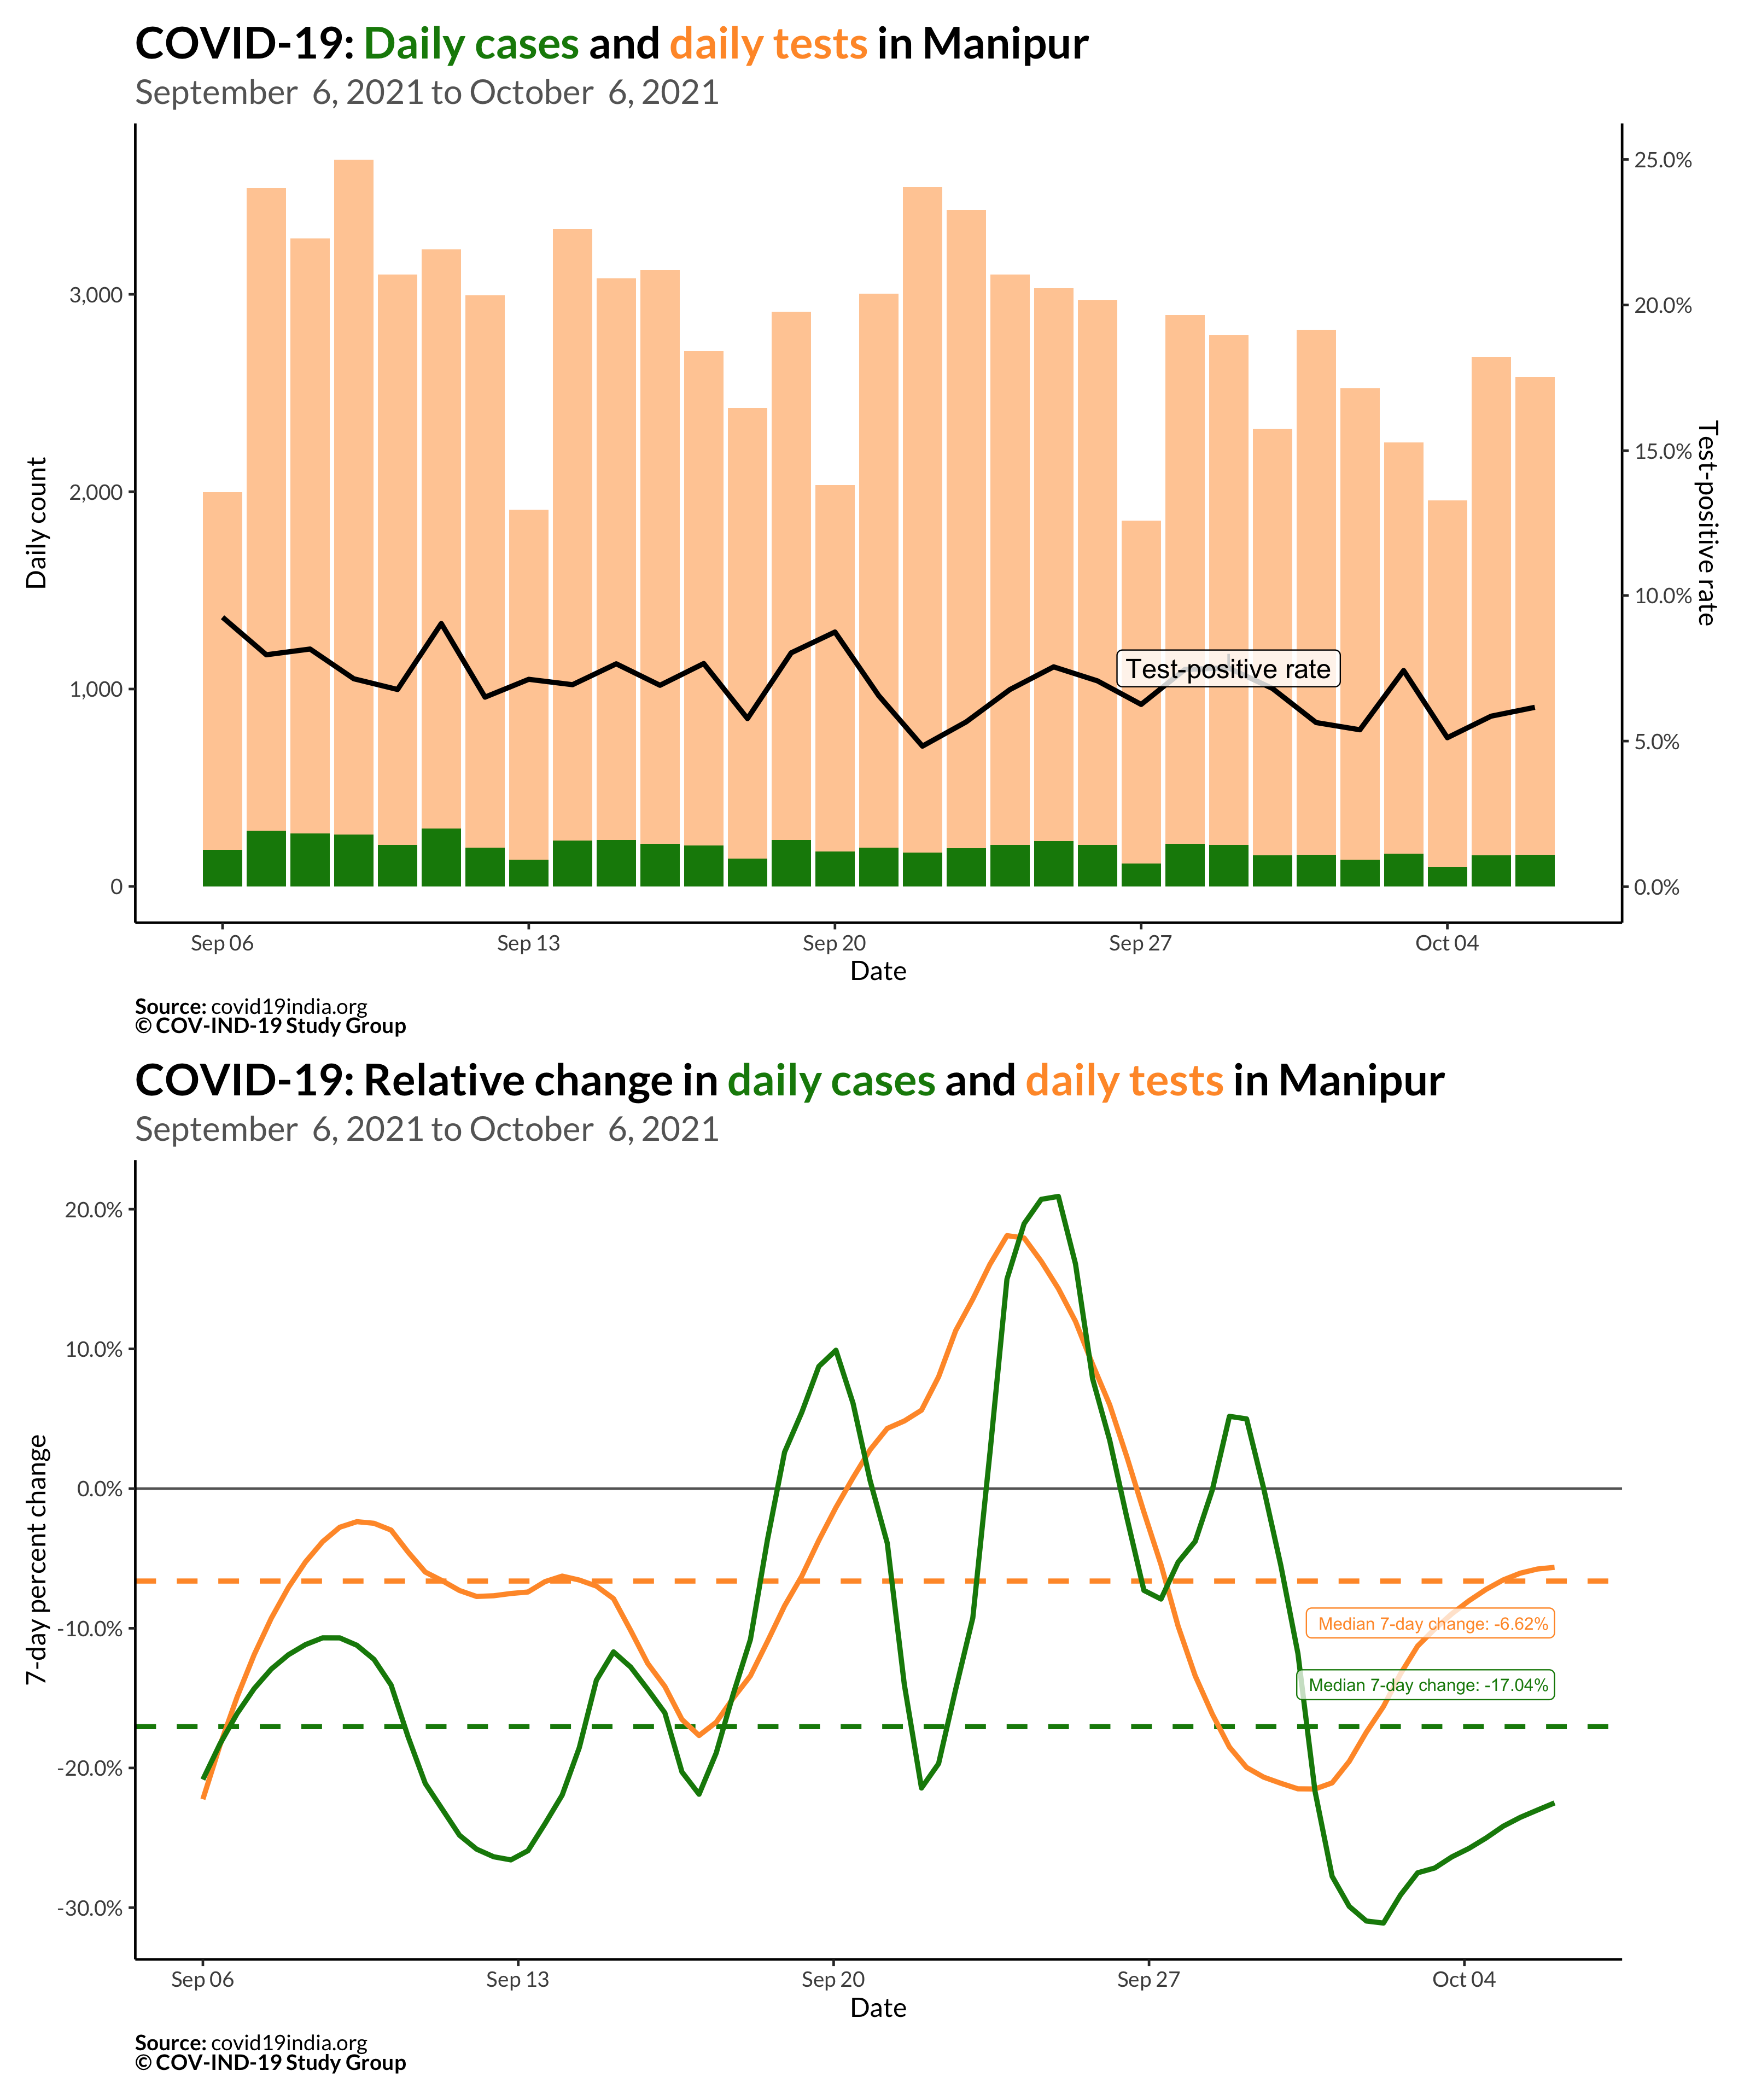 COVID-19: Daily cases and daily tests in Manipur
September  6, 2021 to October  6, 2021
Daily count
3,000
2,000
1,000
0
25.0%
20.0%
15.0%
10.0%
5.0%
0.0%
Test-positive rate
Test-positive rate
Sep 06
Sep 13
Sep 20
Sep 27
Oct 04
Date
Source: covid19india.org
© COV-IND-19 Study Group
COVID-19: Relative change in daily cases and daily tests in Manipur
September  6, 2021 to October  6, 2021
7-day percent change
20.0%
10.0%
0.0%
-10.0%
-20.0%
-30.0%
Median 7-day change: -6.62%
Median 7-day change: -17.04%
Sep 06
Sep 13
Sep 20
Sep 27
Oct 04
Date
Source: covid19india.org
© COV-IND-19 Study Group